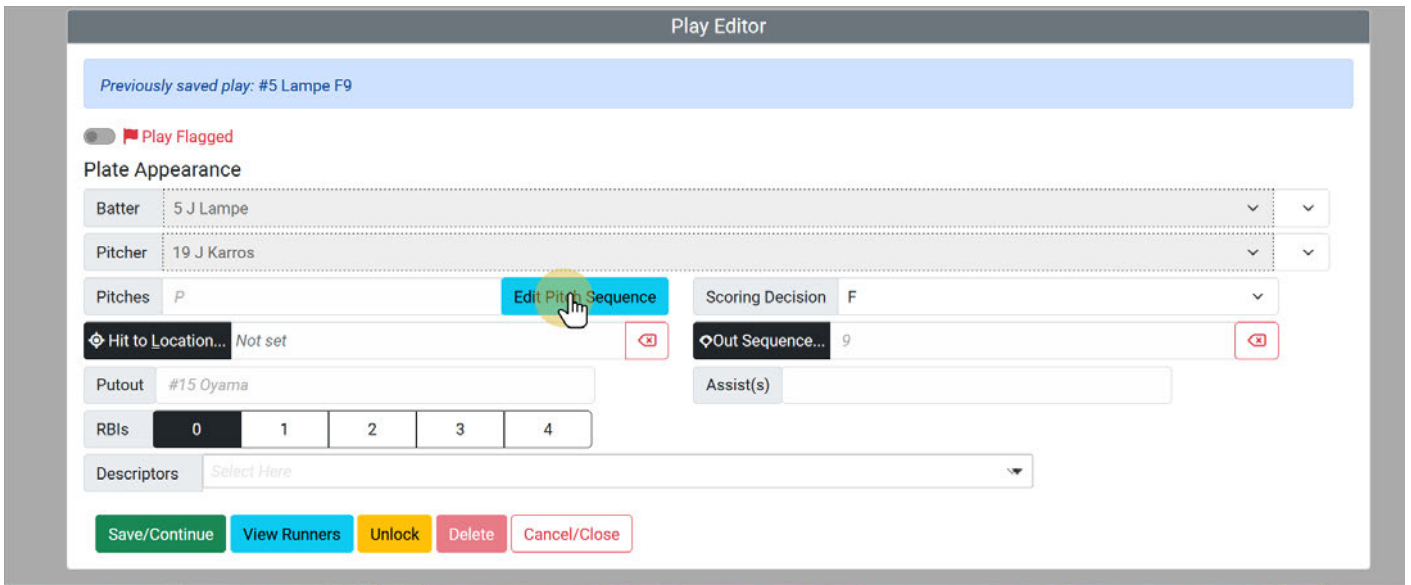 Play Editor
Previously saved play: #5 Lampe F9
Play Flagged
Plate Appearance
Batter 5 J Lampe
Pitcher 19 J Karros
Pitches P Edit Pitch Sequence Scoring Decision F
Hit to Location... Not set Out Sequence... 9
Putout #15 Oyama Assist(s)
RBIs 0 1 2 3 4
Descriptors Select Here
Save/Continue View Runners Unlock Delete Cancel/Close